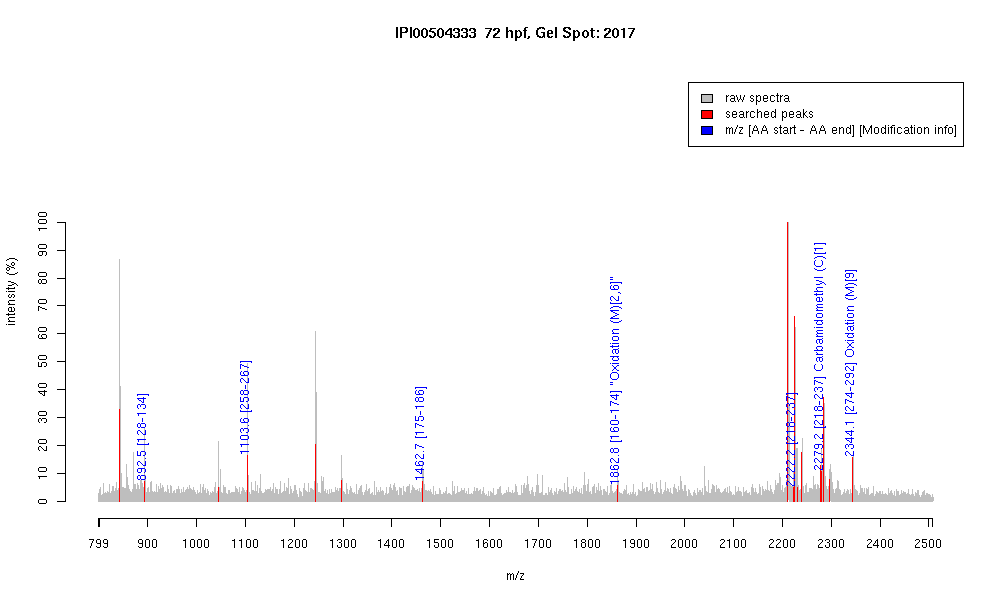 IPI00504333 72 hpf, Gel Spot: 2017
raw spectra
searched peaks
m/z [AA start - AA end] [Modification info]
intensity (%)
100
90
80
70
60
50
40
30
20
10
0
892.5 [128-134]
1103.6 [258-267]
1462.7 [175-186]
1862.8 [160-174] "Oxidation (M)[2,6]"
2222.2 [218-237]
2279.2 [218-237] Carbamidomethyl (C)[1]
2344.1 [274-292] Oxidation (M)[9]
799 900 1000 1100 1200 1300 1400 1500 1600 1700 1800 1900 2000 2100 2200 2300 2400 2500
m/z